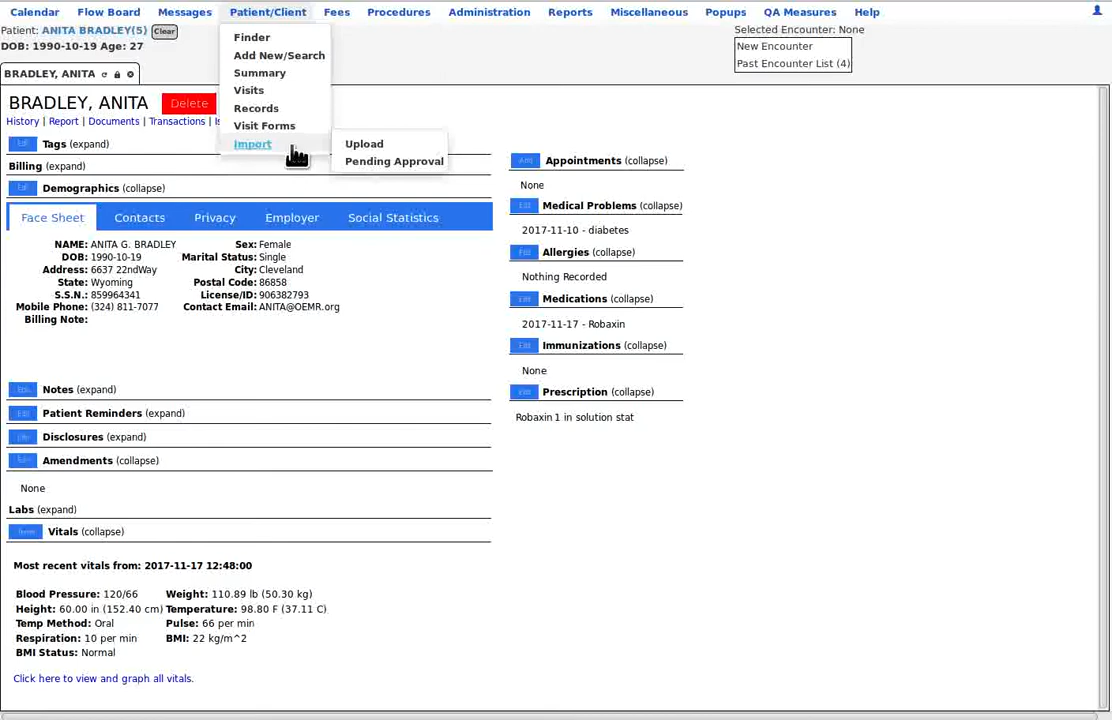 Calendar Flow Board Messages Patient/Client Fees Procedures Administration Reports Miscellaneous Popups QA Measures Help
Patient: ANITA BRADLEY(5) Clear
DOB: 1990-10-19 Age: 27
Selected Encounter: None
New Encounter
Past Encounter List (4)
Finder
Add New/Search
Summary
Visits
Records
Visit Forms
Import
Upload
Pending Approval
BRADLEY, ANITA
BRADLEY, ANITA Delete
History | Report | Documents | Transactions |
Tags (expand)
Billing (expand)
Demographics (collapse)
Face Sheet Contacts Privacy Employer Social Statistics
NAME: ANITA G. BRADLEY Sex: Female
DOB: 1990-10-19 Marital Status: Single
Address: 6637 22ndWay City: Cleveland
State: Wyoming Postal Code: 86858
S.S.N.: 859964341 License/ID: 906382793
Mobile Phone: (324) 811-7077 Contact Email: ANITA@OEMR.org
Billing Note:
Notes (expand)
Patient Reminders (expand)
Disclosures (expand)
Amendments (collapse)
None
Labs (expand)
Vitals (collapse)
Most recent vitals from: 2017-11-17 12:48:00
Blood Pressure: 120/66 Weight: 110.89 lb (50.30 kg)
Height: 60.00 in (152.40 cm) Temperature: 98.80 F (37.11 C)
Temp Method: Oral Pulse: 66 per min
Respiration: 10 per min BMI: 22 kg/m^2
BMI Status: Normal
Click here to view and graph all vitals.
Appointments (collapse)
None
Medical Problems (collapse)
2017-11-10 - diabetes
Allergies (collapse)
Nothing Recorded
Medications (collapse)
2017-11-17 - Robaxin
Immunizations (collapse)
None
Prescription (collapse)
Robaxin 1 in solution stat